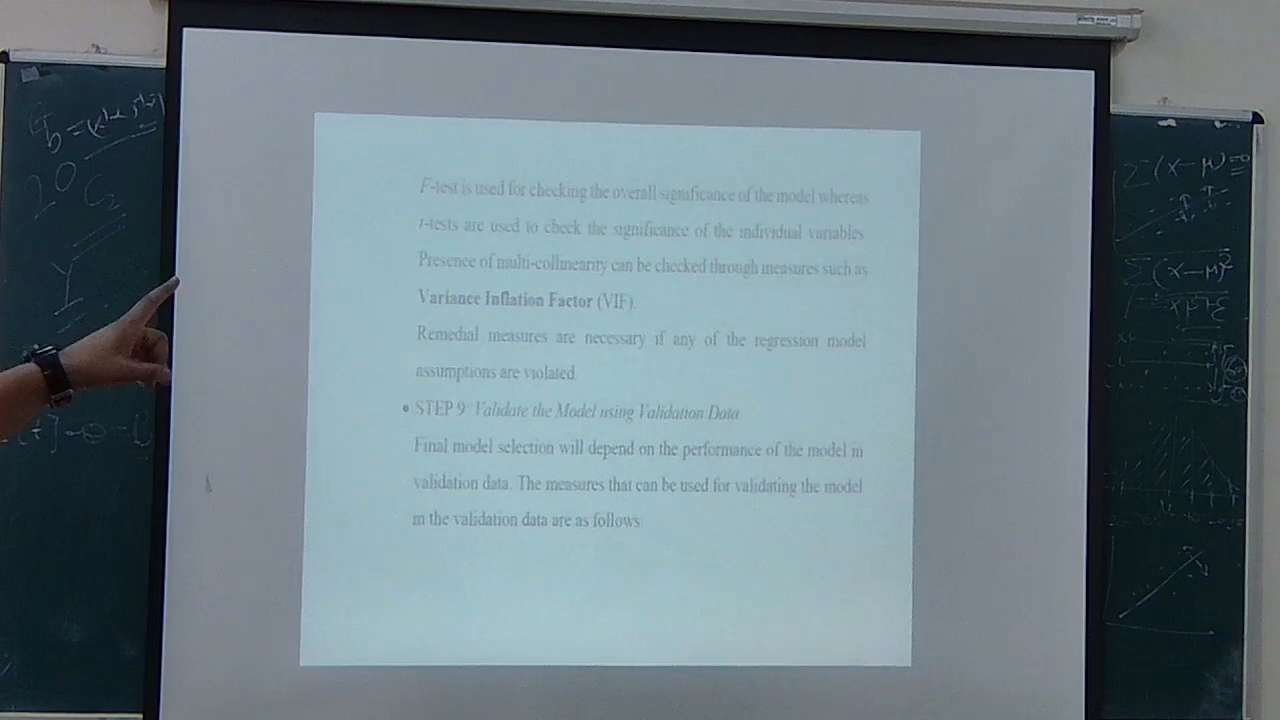 F-test is used for checking the overall significance of the model whereas
t-tests are used to check the significance of the individual variables
Presence of multi-collinearity can be checked through measures such as
Variance Inflation Factor (VIF).
Remedial measures are necessary if any of the regression model
assumptions are violated.
• STEP 9: Validate the Model using Validation Data
Final model selection will depend on the performance of the model in
validation data. The measures that can be used for validating the model
in the validation data are as follows:
20 C₂
Y
Σ(x-μ)=0
Σ(x-μ)²